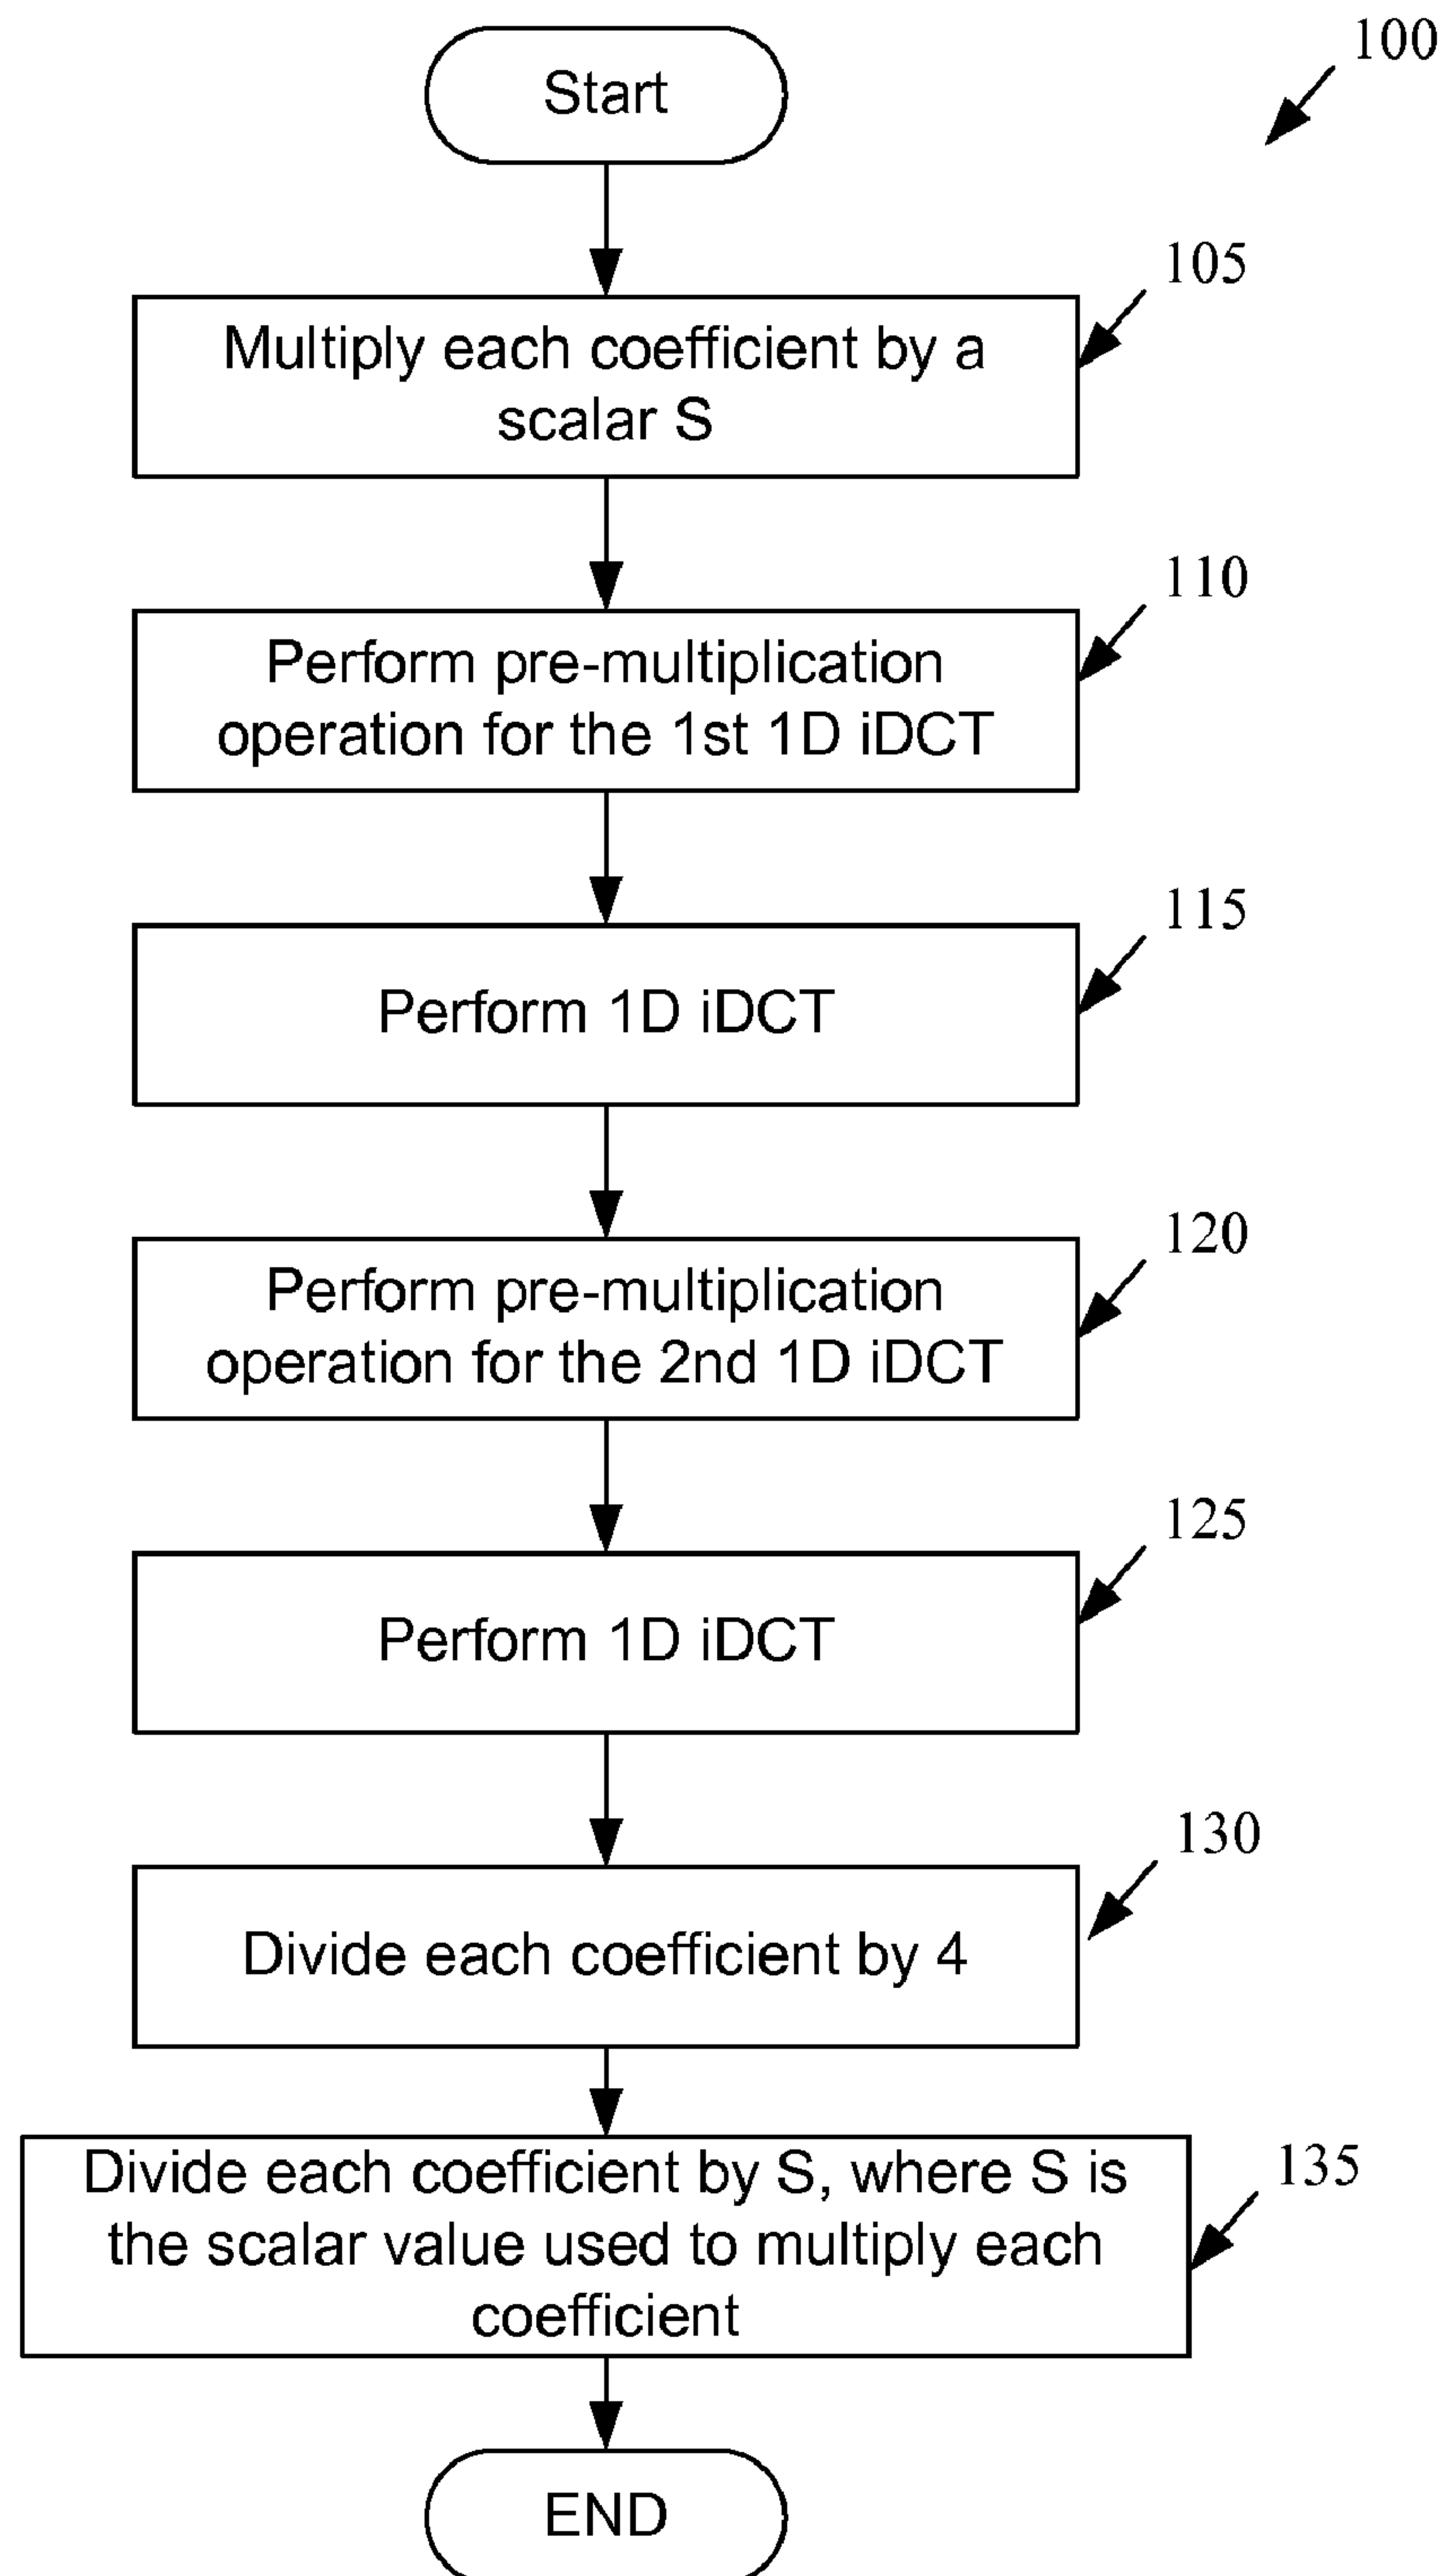 Start
100
105
Multiply each coefficient by a
scalar S
110
Perform pre-multiplication
operation for the 1st 1D iDCT
115
Perform 1D iDCT
120
Perform pre-multiplication
operation for the 2nd 1D iDCT
125
Perform 1D iDCT
130
Divide each coefficient by 4
135
Divide each coefficient by S, where S is
the scalar value used to multiply each
coefficient
END